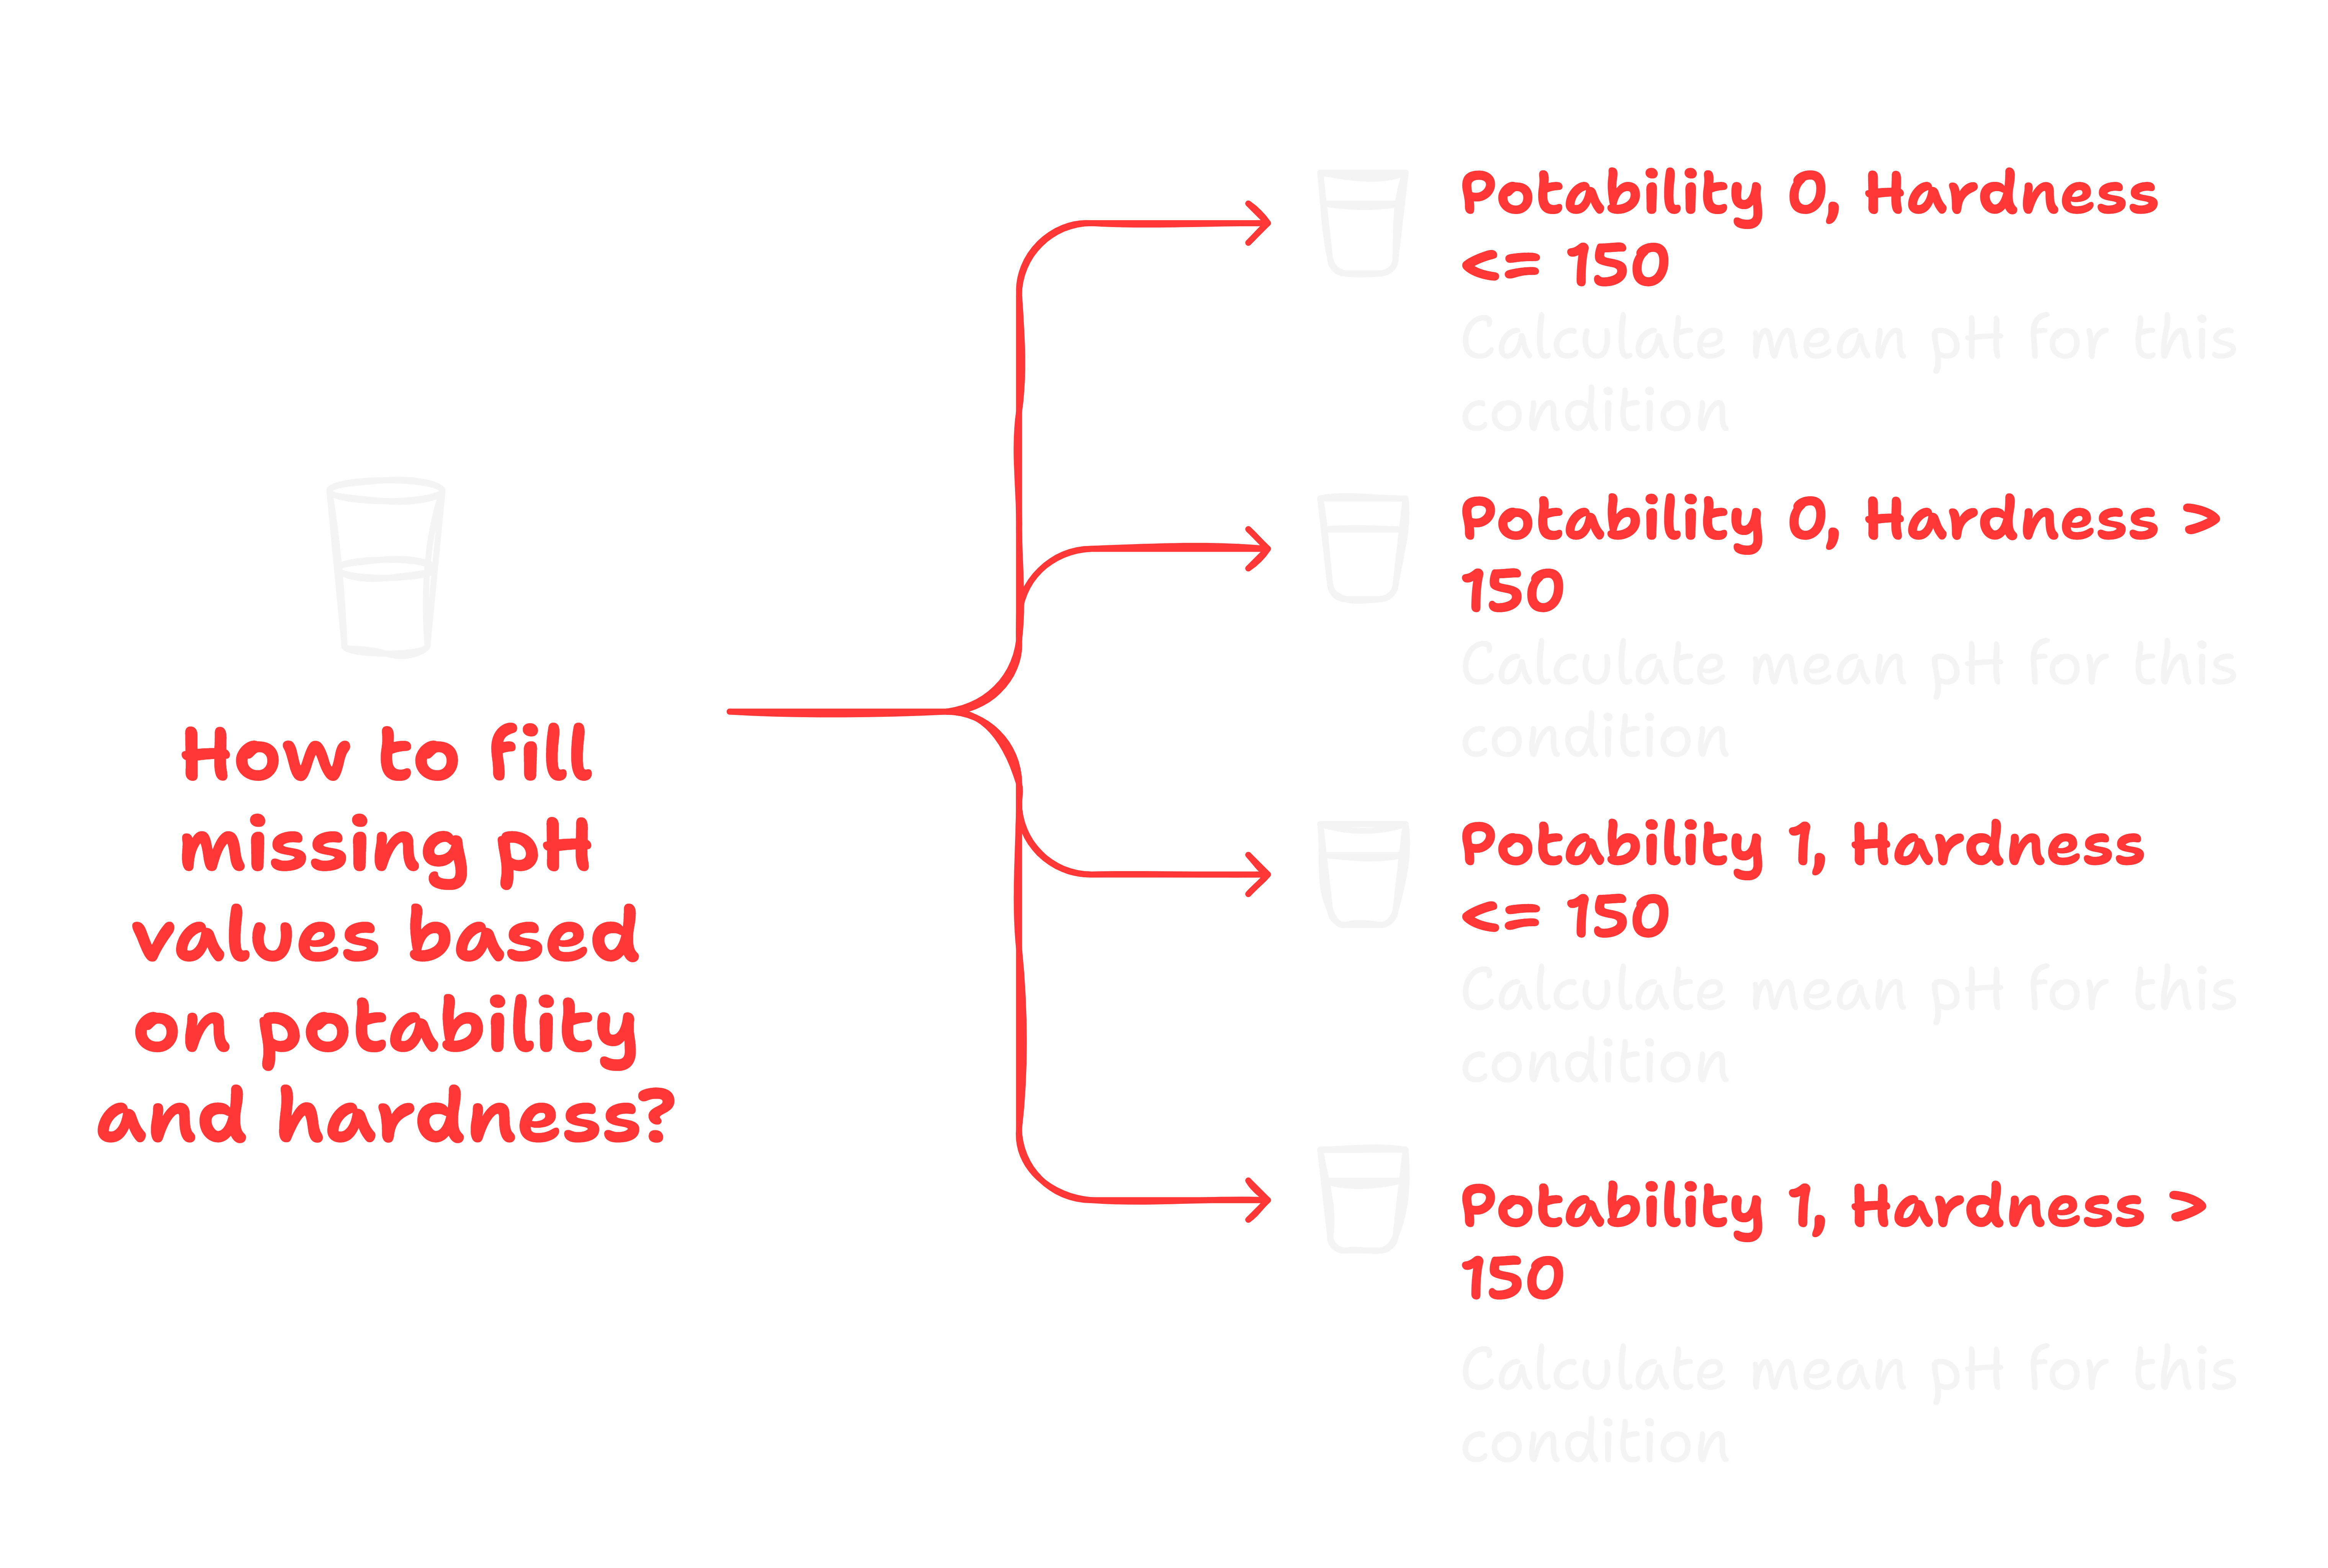 How to fill
missing pH
values based
on potability
and hardness?
Potability 0, Hardness
<= 150
Calculate mean pH for this
condition
Potability 0, Hardness >
150
Calculate mean pH for this
condition
Potability 1, Hardness
<= 150
Calculate mean pH for this
condition
Potability 1, Hardness >
150
Calculate mean pH for this
condition